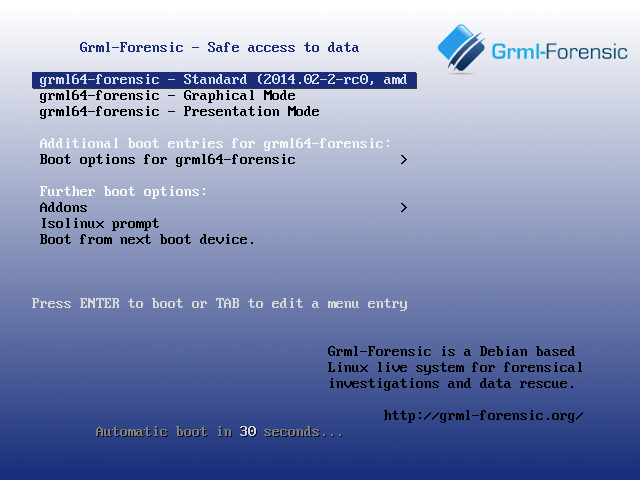 Grml-Forensic - Safe access to data
Grml-Forensic
grml64-forensic - Standard (2014.02-2-rc0, amd
grml64-forensic - Graphical Mode
grml64-forensic - Presentation Mode
Additional boot entries for grml64-forensic:
Boot options for grml64-forensic >
Further boot options:
Addons >
Isolinux prompt
Boot from next boot device.
Press ENTER to boot or TAB to edit a menu entry
Grml-Forensic is a Debian based
Linux live system for forensical
investigations and data rescue.
http://grml-forensic.org/
Automatic boot in 30 seconds...